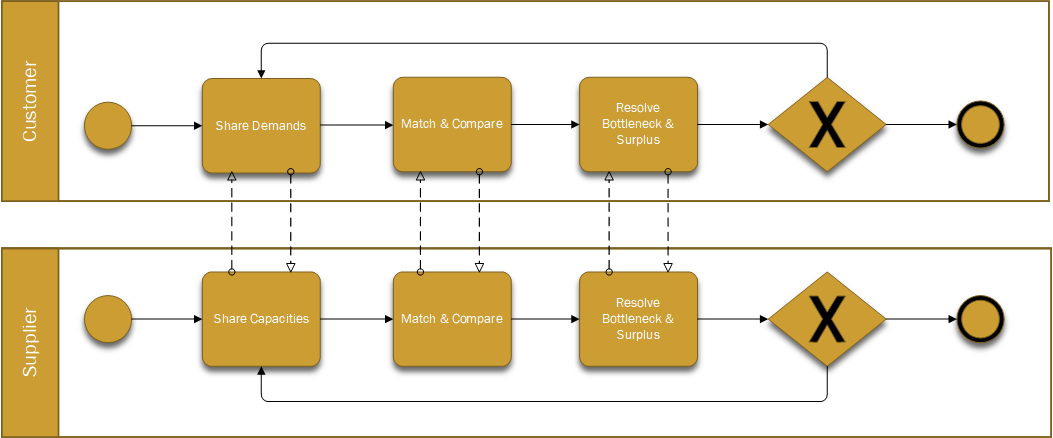 Customer
Share Demands
Match & Compare
Resolve
Bottleneck &
Surplus
X
Supplier
Share Capacities
Match & Compare
Resolve
Bottleneck &
Surplus
X